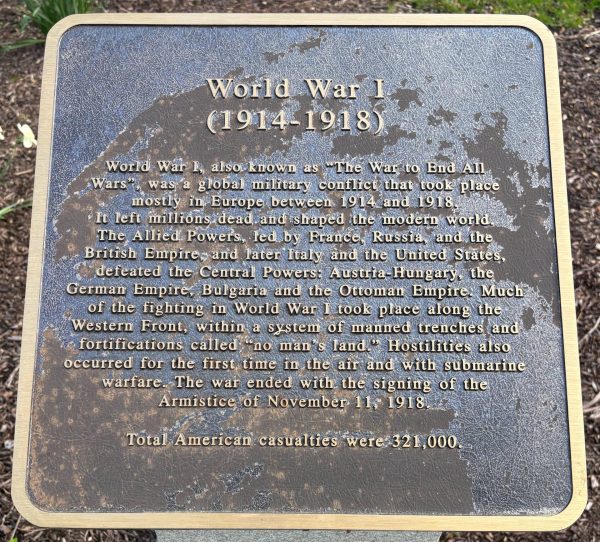 World War I
(1914-1918)
World War I, also known as "The War to End All
Wars", was a global military conflict that took place
mostly in Europe between 1914 and 1918.
It left millions dead and shaped the modern world.
The Allied Powers, led by France, Russia, and the
British Empire, and later Italy and the United States,
defeated the Central Powers: Austria-Hungary, the
German Empire, Bulgaria and the Ottoman Empire. Much
of the fighting in World War I took place along the
Western Front, within a system of manned trenches and
fortifications called "no man's land." Hostilities also
occurred for the first time in the air and with submarine
warfare. The war ended with the signing of the
Armistice of November 11, 1918.
Total American casualties were 321,000.